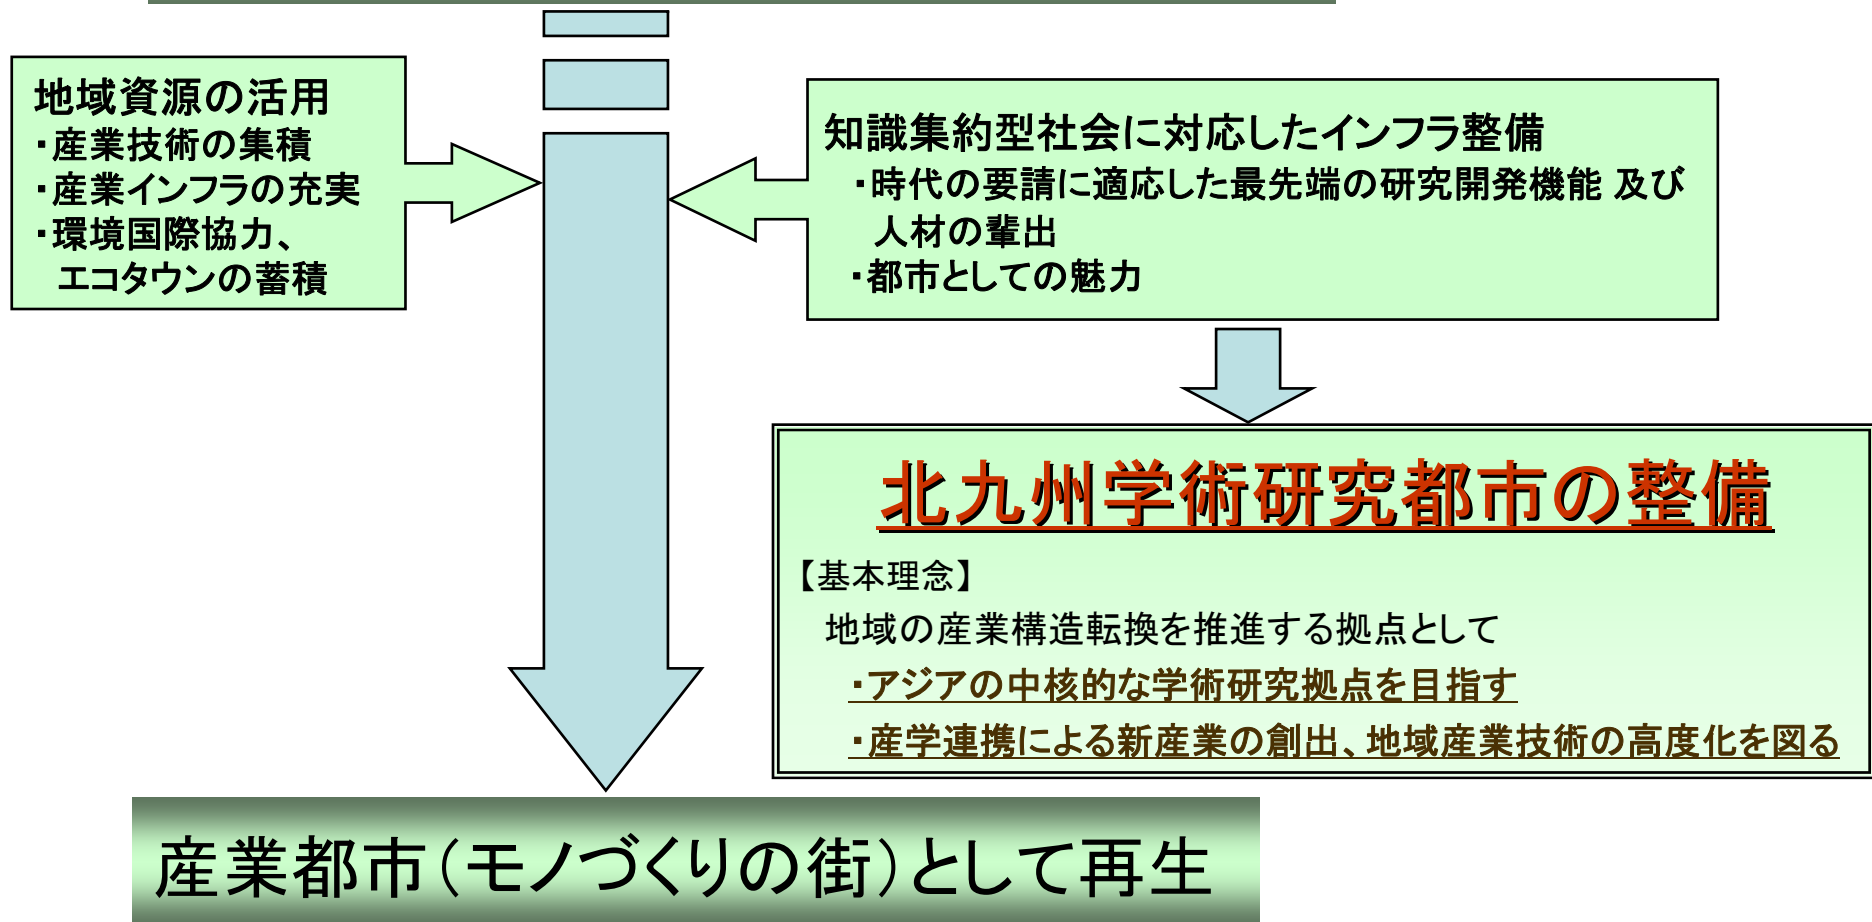 地域資源の活用
・産業技術の集積
・産業インフラの充実
・環境国際協力、
エコタウンの蓄積
知識集約型社会に対応したインフラ整備
・時代の要請に適応した最先端の研究開発機能 及び
人材の輩出
・都市としての魅力
北九州学術研究都市の整備
【基本理念】
地域の産業構造転換を推進する拠点として
・アジアの中核的な学術研究拠点を目指す
・産学連携による新産業の創出、地域産業技術の高度化を図る
産業都市(モノづくりの街)として再生